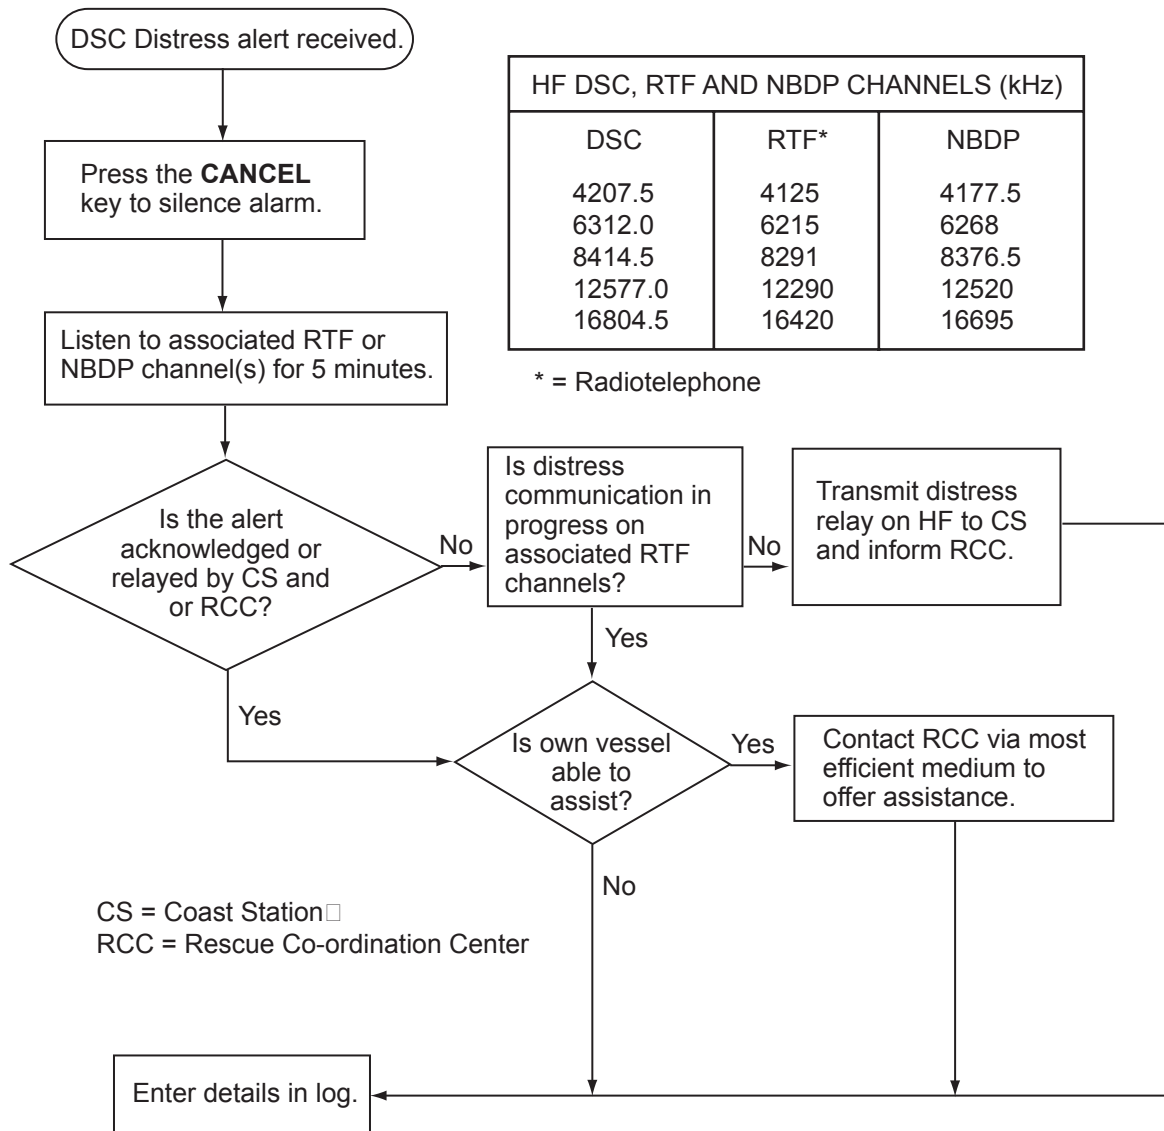 DSC Distress alert received.
Press the CANCEL
key to silence alarm.
Listen to associated RTF or
NBDP channel(s) for 5 minutes.
HF DSC, RTF AND NBDP CHANNELS (kHz)
DSC RTF* NBDP
4207.5 4125 4177.5
6312.0 6215 6268
8414.5 8291 8376.5
12577.0 12290 12520
16804.5 16420 16695
* = Radiotelephone
Is the alert
acknowledged or
relayed by CS and
or RCC?
No
Is distress
communication in
progress on
associated RTF
channels?
No
Transmit distress
relay on HF to CS
and inform RCC.
Yes
Yes
Is own vessel
able to
assist?
Yes
Contact RCC via most
efficient medium to
offer assistance.
No
CS = Coast Station□
RCC = Rescue Co-ordination Center
Enter details in log.